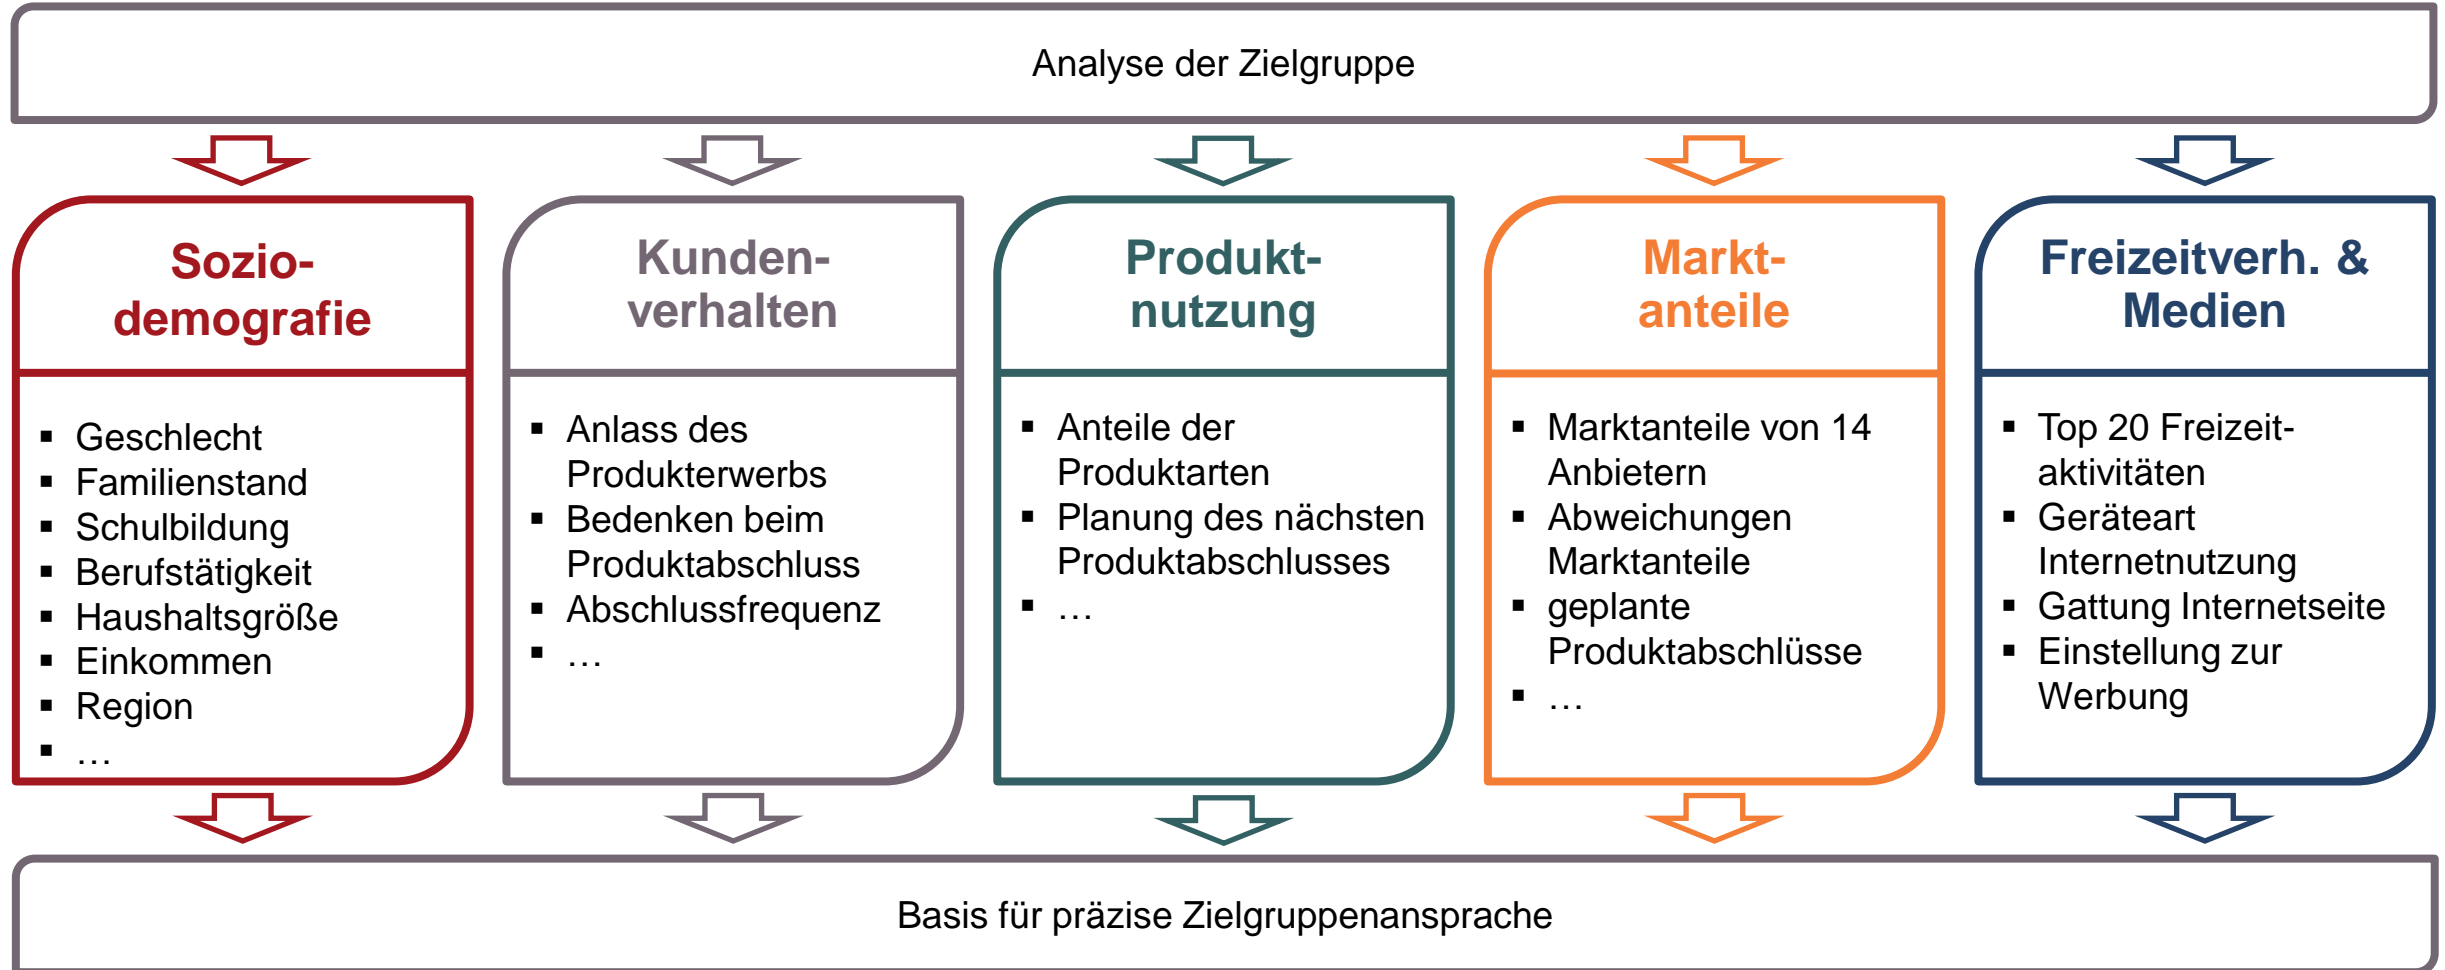 Analyse der Zielgruppe
Sozio-
demografie
▪ Geschlecht
▪ Familienstand
▪ Schulbildung
▪ Berufstätigkeit
▪ Haushaltsgröße
▪ Einkommen
▪ Region
▪ …
Kunden-
verhalten
▪ Anlass des
Produkterwerbs
▪ Bedenken beim
Produktabschluss
▪ Abschlussfrequenz
▪ …
Produkt-
nutzung
▪ Anteile der
Produktarten
▪ Planung des nächsten
Produktabschlusses
▪ …
Markt-
anteile
▪ Marktanteile von 14
Anbietern
▪ Abweichungen
Marktanteile
▪ geplante
Produktabschlüsse
▪ …
Freizeitverh. &
Medien
▪ Top 20 Freizeit-
aktivitäten
▪ Geräteart
Internetnutzung
▪ Gattung Internetseite
▪ Einstellung zur
Werbung
Basis für präzise Zielgruppenansprache